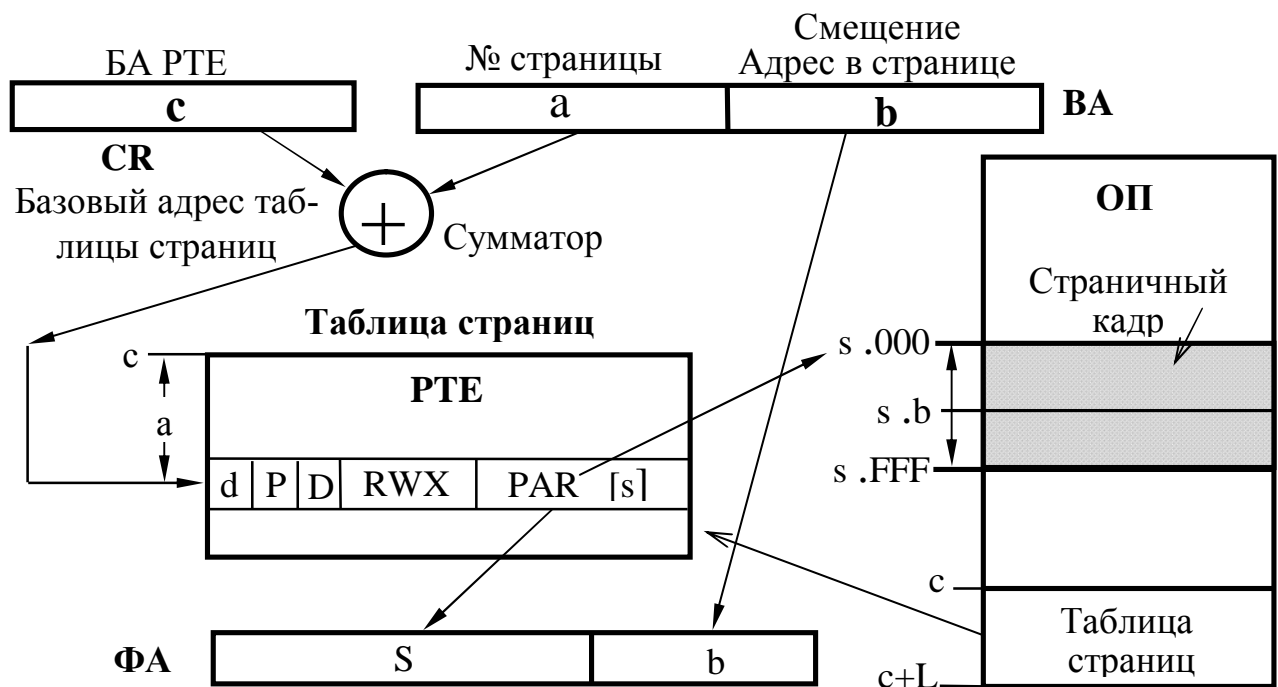 БА PTE
№ страницы
Смещение
Адрес в странице
c
a
b
ВА
CR
Базовый адрес таб-
лицы страниц
Сумматор
ОП
Страничный
кадр
Таблица страниц
c
a
PTE
s .000
s .b
s .FFF
d P D RWX PAR [s]
c
Таблица
страниц
c+L
ФА
S
b